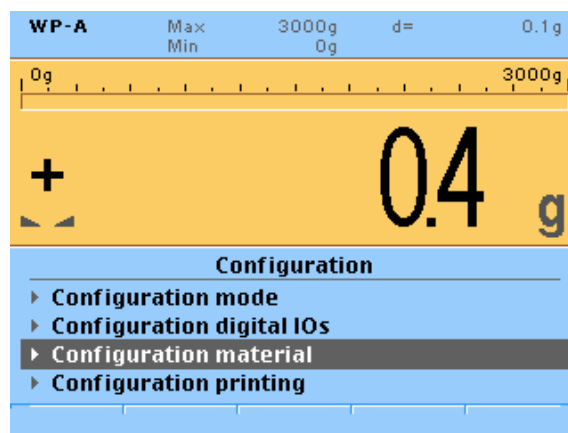 WP-A Max 3000g d= 0.1g
Min 0g
0g 3000g
+ 0.4 g
Configuration
Configuration mode
Configuration digital IOs
Configuration material
Configuration printing